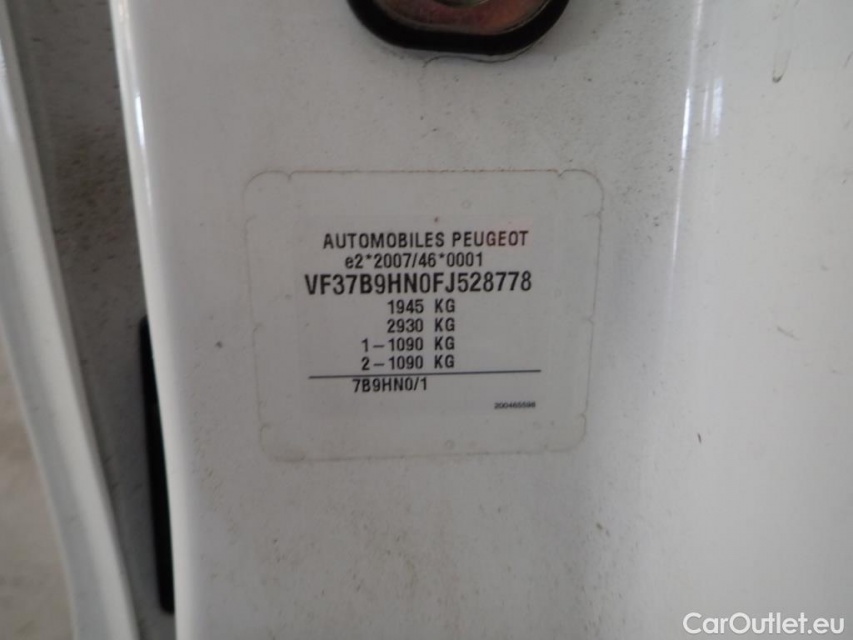 AUTOMOBILES PEUGEOT
e2*2007/46*0001
VF37B9HN0FJ528778
1945 KG
2930 KG
1-1090 KG
2-1090 KG
7B9HN0/1
200465598
CarOutlet.eu